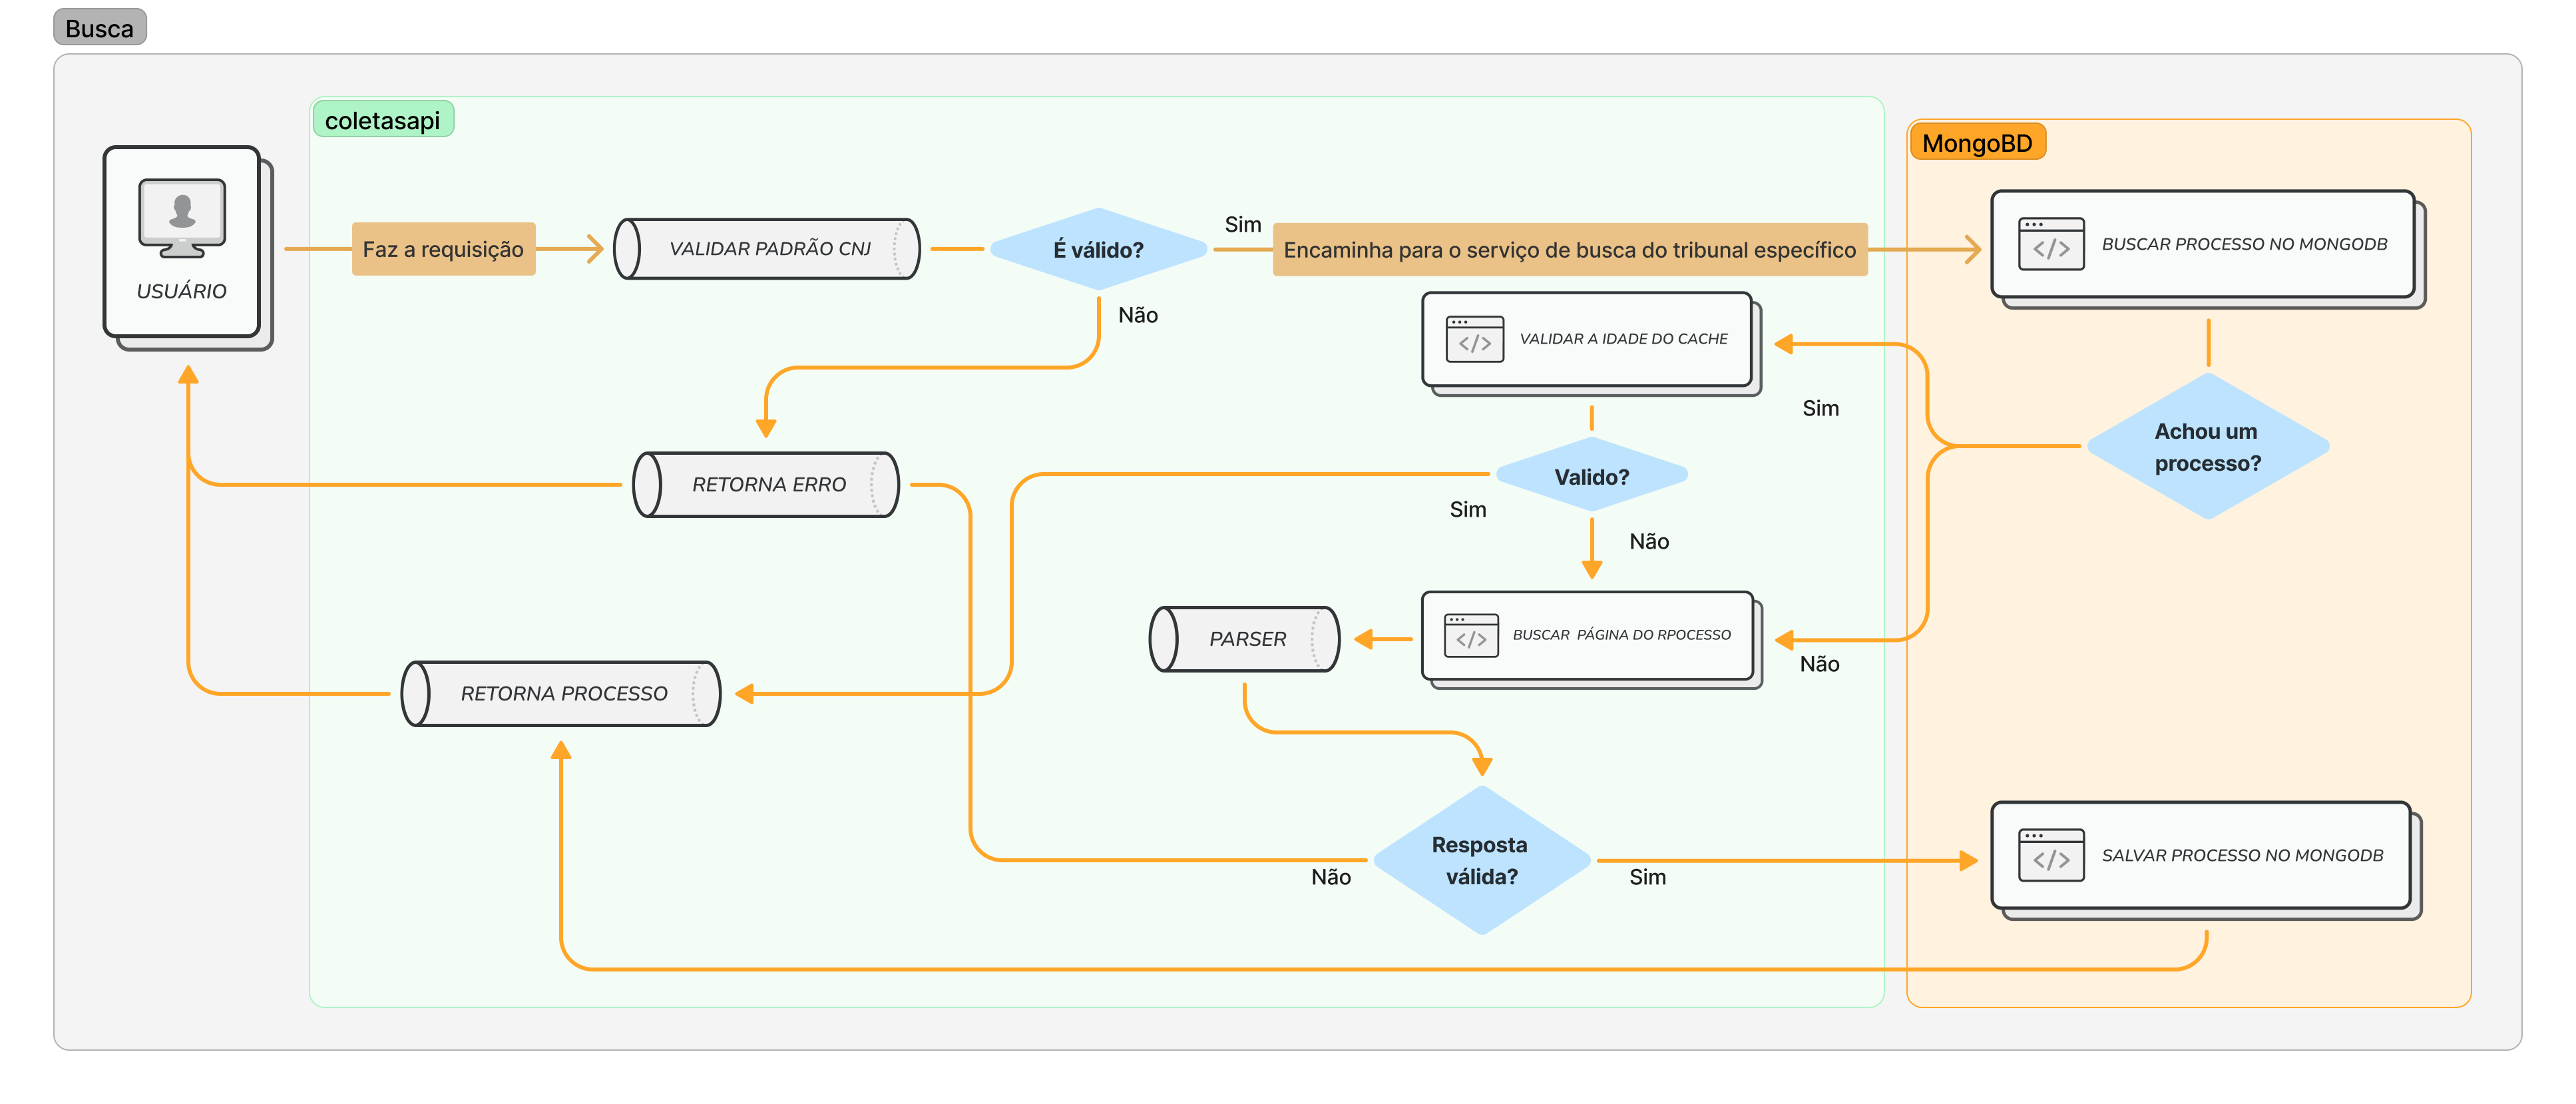 Busca
coletasapi
MongoBD
USUÁRIO
Faz a requisição
VALIDAR PADRÃO CNJ
É válido?
Sim
Encaminha para o serviço de busca do tribunal específico
BUSCAR PROCESSO NO MONGODB
Não
VALIDAR A IDADE DO CACHE
Sim
Achou um
processo?
RETORNA ERRO
Valido?
Sim
Não
PARSER
BUSCAR PÁGINA DO RPOCESSO
Não
RETORNA PROCESSO
Resposta
válida?
Não
Sim
SALVAR PROCESSO NO MONGODB